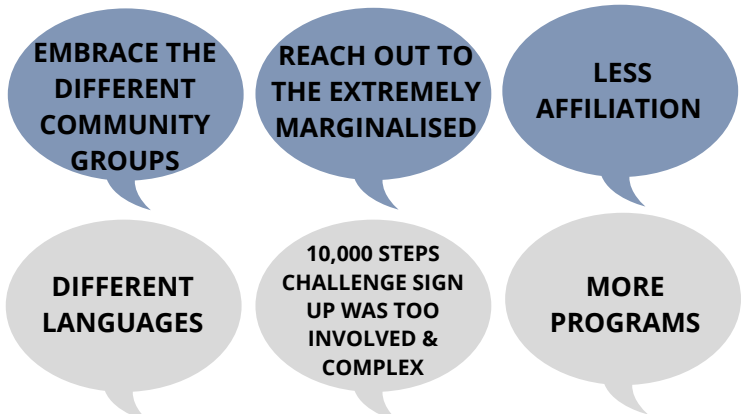 EMBRACE THE
DIFFERENT
COMMUNITY
GROUPS
REACH OUT TO
THE EXTREMELY
MARGINALISED
LESS
AFFILIATION
DIFFERENT
LANGUAGES
10,000 STEPS
CHALLENGE SIGN
UP WAS TOO
INVOLVED &
COMPLEX
MORE
PROGRAMS